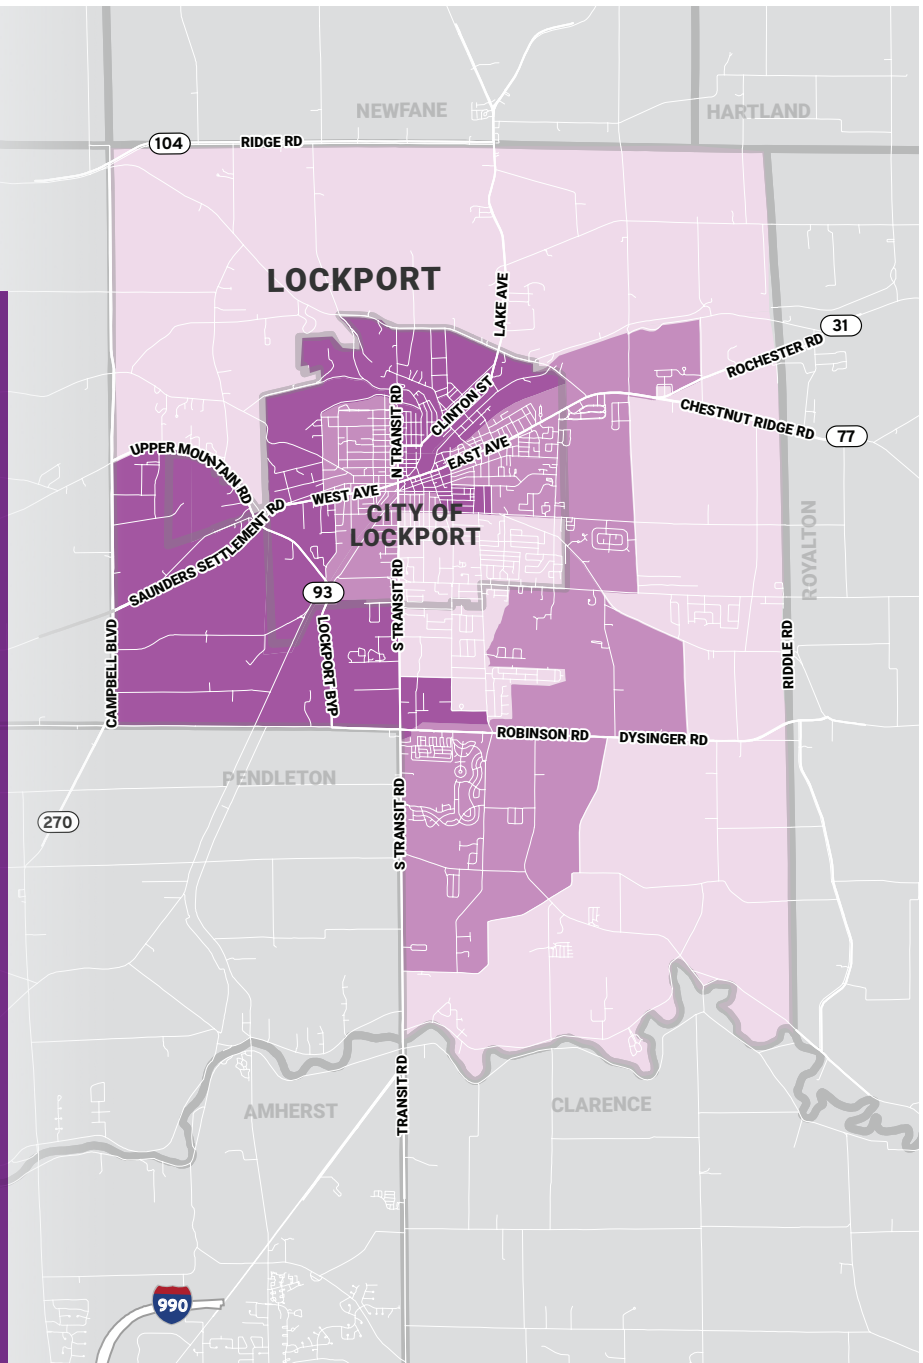 NEWFANE
HARTLAND
104
RIDGE RD
LOCKPORT
LAKE AVE
31
ROCHESTER RD
CHESTNUT RIDGE RD
77
N TRANSIT RD
CLINTON ST
EAST AVE
UPPER MOUNTAIN RD
WEST AVE
CITY OF
LOCKPORT
SAUNDERS SETTLEMENT RD
ROYALTON
93
S TRANSIT RD
CAMPBELL BLVD
LOCKPORT BYP
RIDDLE RD
ROBINSON RD
DYSINGER RD
PENDLETON
270
S TRANSIT RD
TRANSIT RD
AMHERST
CLARENCE
990